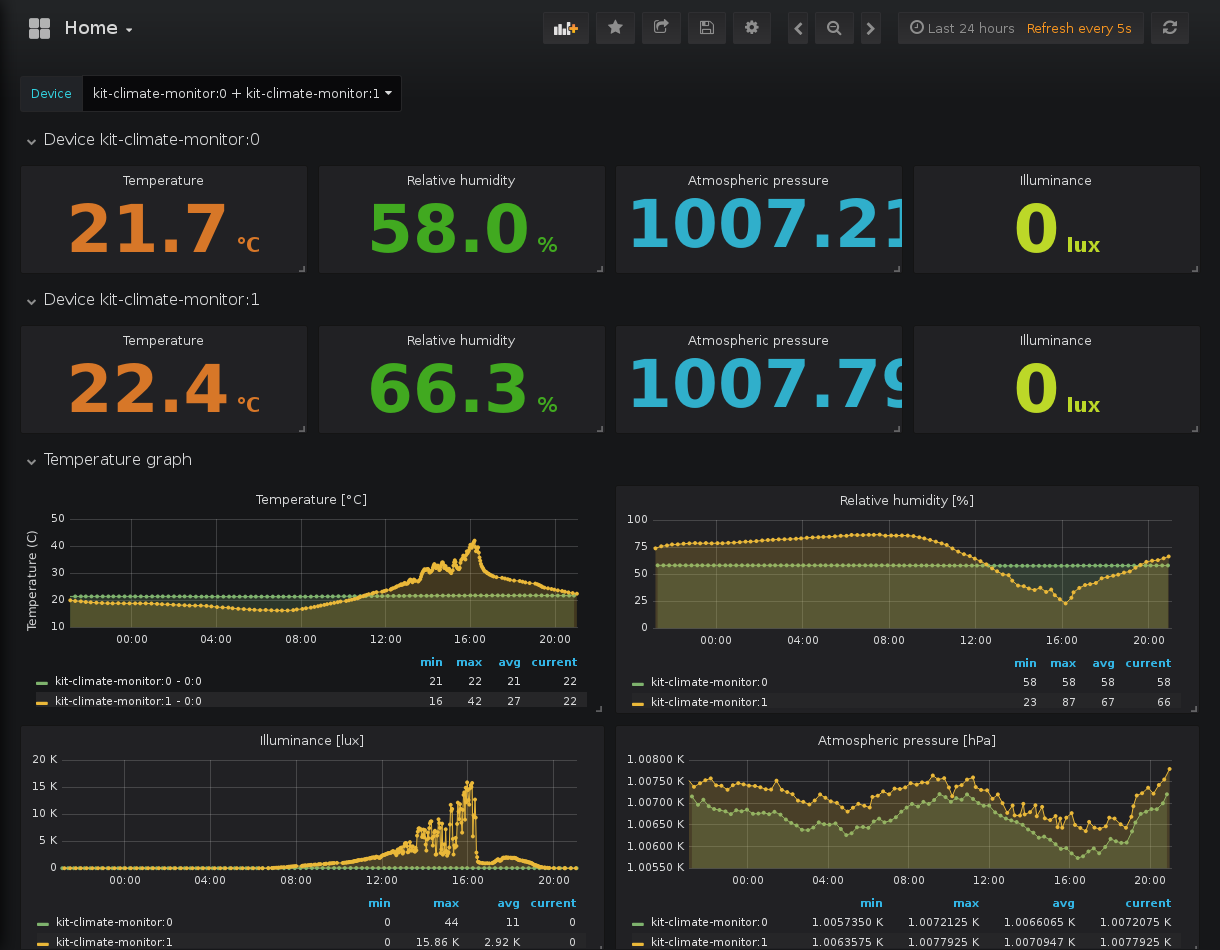 Home
Last 24 hours Refresh every 5s
Device kit-climate-monitor:0 + kit-climate-monitor:1
Device kit-climate-monitor:0
Temperature Relative humidity Atmospheric pressure Illuminance
21.7 °C 58.0 % 1007.21 0 lux
Device kit-climate-monitor:1
Temperature Relative humidity Atmospheric pressure Illuminance
22.4 °C 66.3 % 1007.79 0 lux
Temperature graph
Temperature [°C]
Temperature (C)
50
40
30
20
10
00:00 04:00 08:00 12:00 16:00 20:00
min max avg current
kit-climate-monitor:0 - 0:0 21 22 21 22
kit-climate-monitor:1 - 0:0 16 42 27 22
Relative humidity [%]
100
75
50
25
0
00:00 04:00 08:00 12:00 16:00 20:00
min max avg current
kit-climate-monitor:0 58 58 58 58
kit-climate-monitor:1 23 87 67 66
Illuminance [lux]
20 K
15 K
10 K
5 K
0
00:00 04:00 08:00 12:00 16:00 20:00
min max avg current
kit-climate-monitor:0 0 44 11 0
kit-climate-monitor:1 0 15.86 K 2.92 K 0
Atmospheric pressure [hPa]
1.00800 K
1.00750 K
1.00700 K
1.00650 K
1.00600 K
1.00550 K
00:00 04:00 08:00 12:00 16:00 20:00
min max avg current
kit-climate-monitor:0 1.0057350 K 1.0072125 K 1.0066065 K 1.0072075 K
kit-climate-monitor:1 1.0063575 K 1.0077925 K 1.0070947 K 1.0077925 K